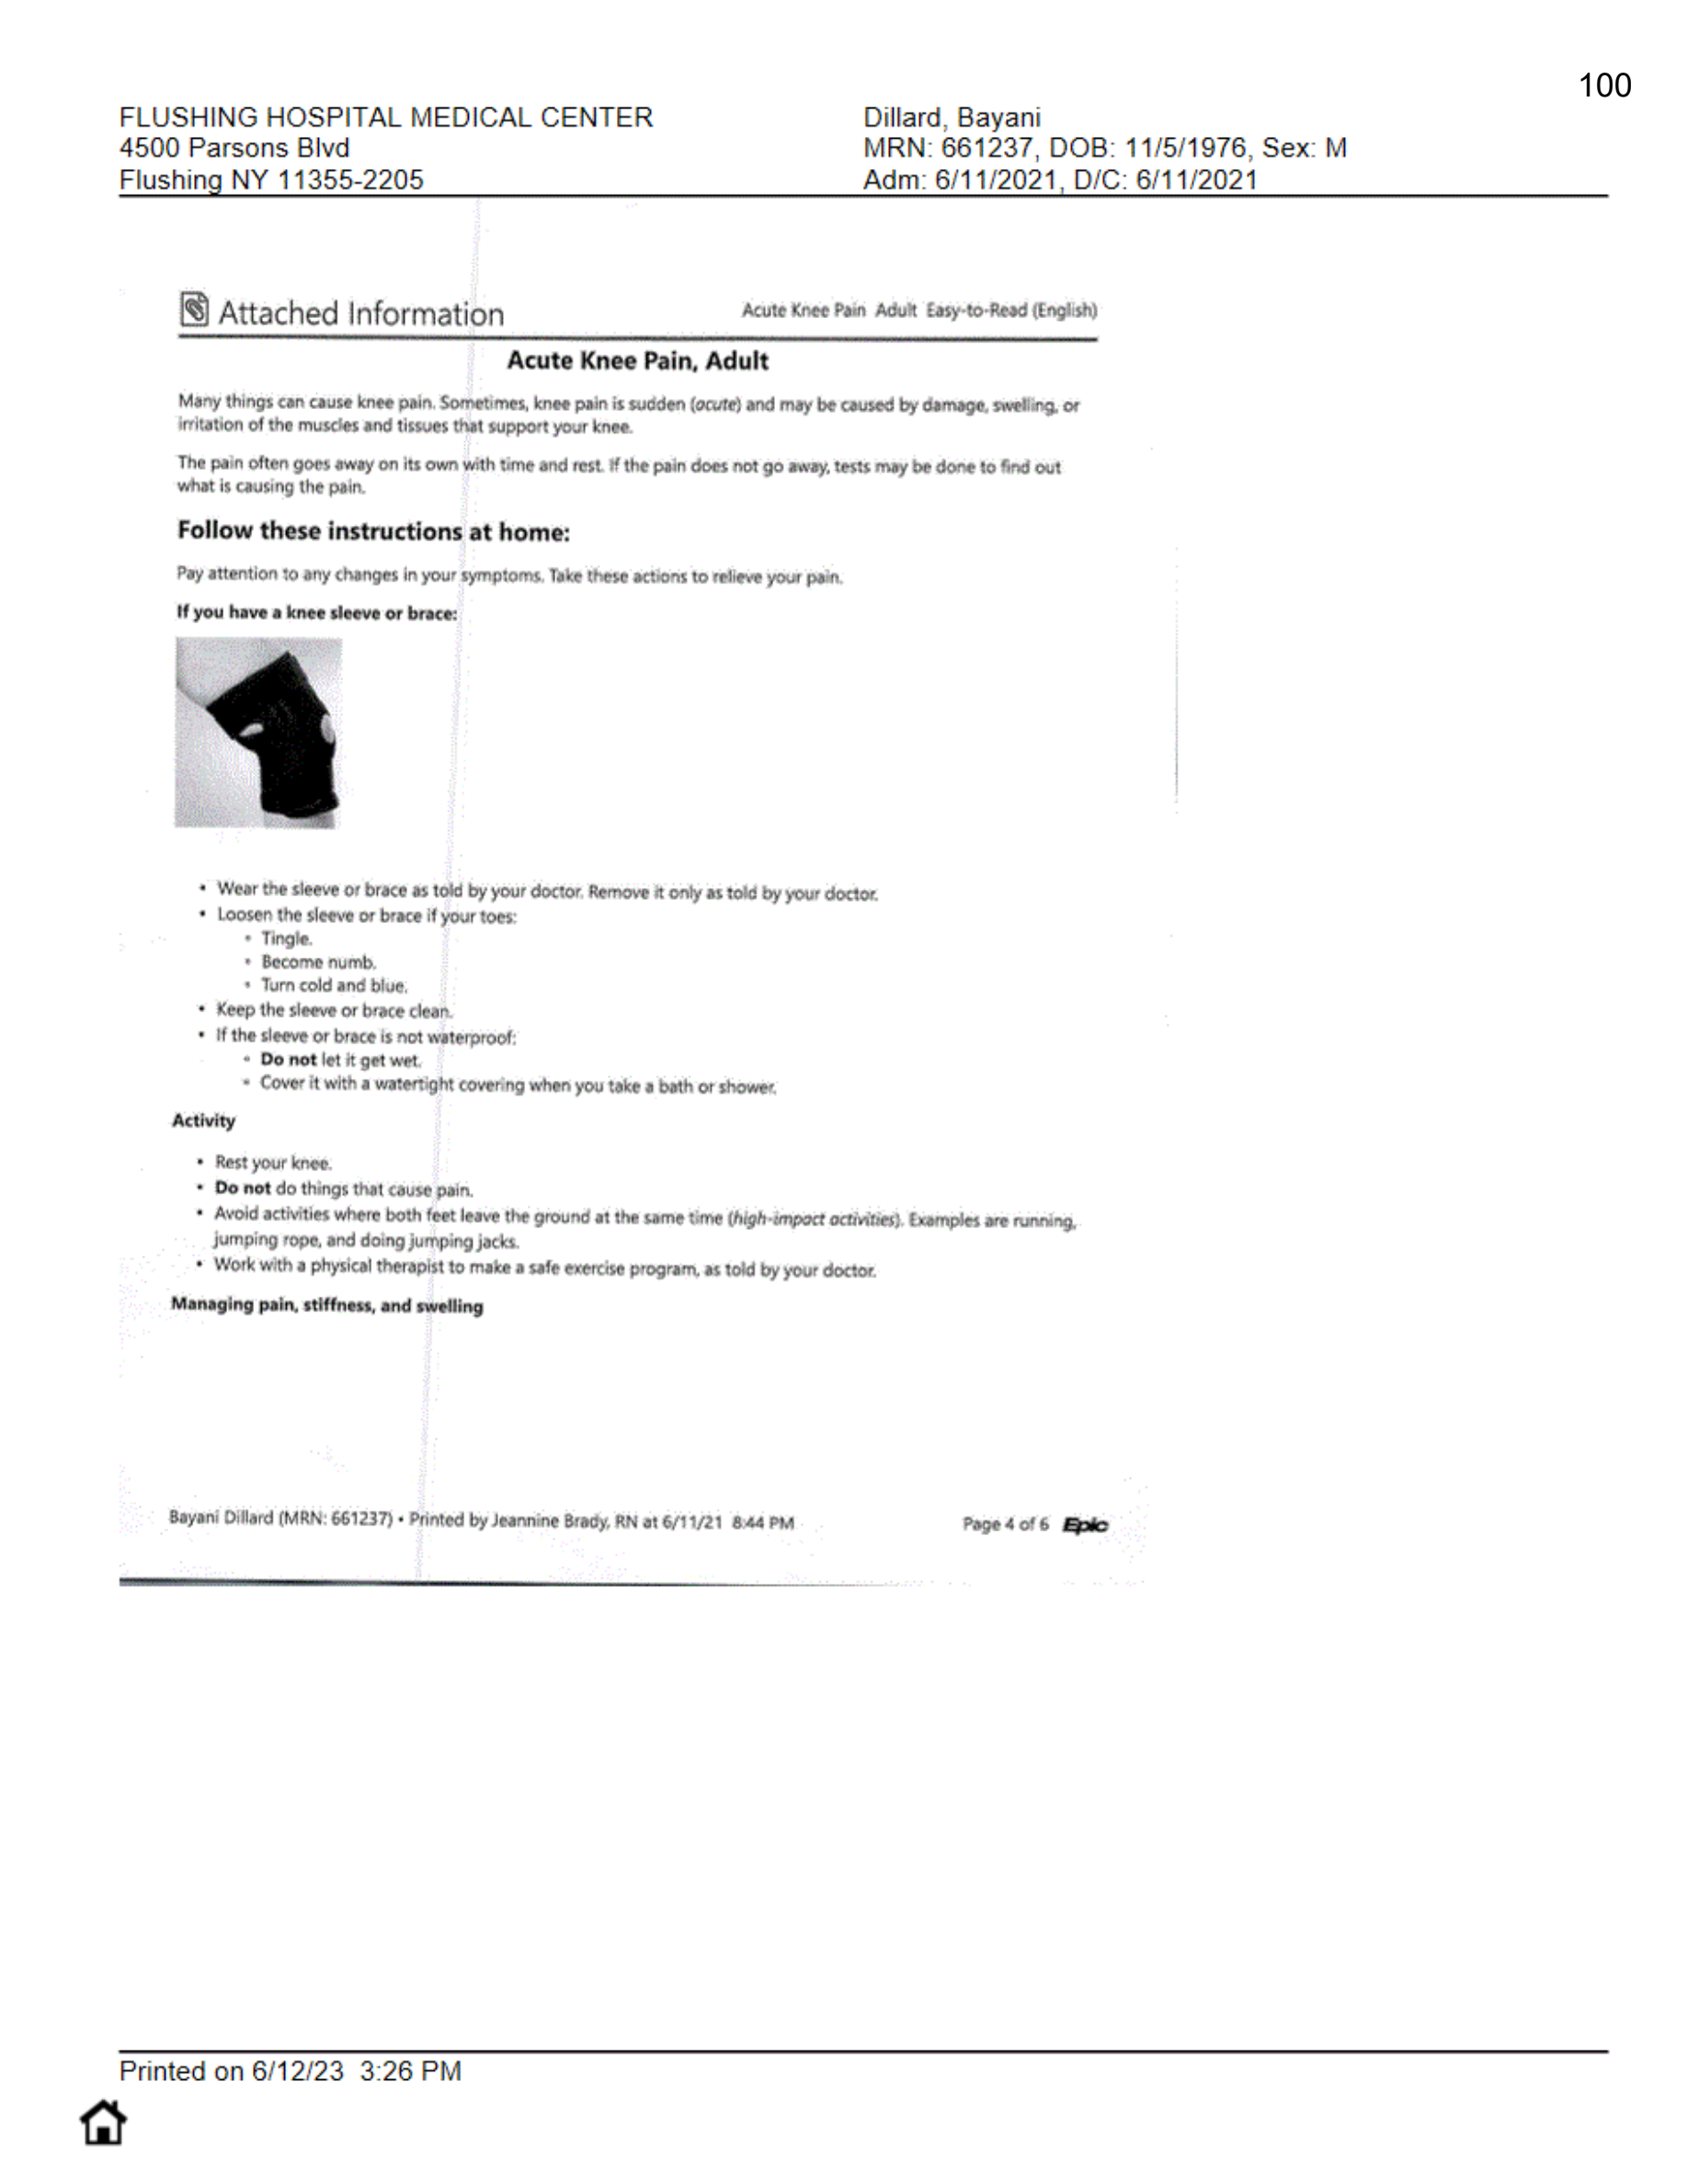 100
FLUSHING HOSPITAL MEDICAL CENTER
4500 Parsons Blvd
Flushing NY 11355-2205
Dillard, Bayani
MRN: 661237, DOB: 11/5/1976, Sex: M
Adm: 6/11/2021, D/C: 6/11/2021
Attached Information
Acute Knee Pain Adult Easy-to-Read (English)
Acute Knee Pain, Adult
Many things can cause knee pain. Sometimes, knee pain is sudden (acute) and may be caused by damage, swelling, or
irritation of the muscles and tissues that support your knee.
The pain often goes away on its own with time and rest. If the pain does not go away, tests may be done to find out
what is causing the pain.
Follow these instructions at home:
Pay attention to any changes in your symptoms. Take these actions to relieve your pain.
If you have a knee sleeve or brace:
• Wear the sleeve or brace as told by your doctor. Remove it only as told by your doctor.
• Loosen the sleeve or brace if your toes:
• Tingle.
• Become numb.
• Turn cold and blue.
• Keep the sleeve or brace clean.
• If the sleeve or brace is not waterproof:
• Do not let it get wet.
• Cover it with a watertight covering when you take a bath or shower.
Activity
• Rest your knee.
• Do not do things that cause pain.
• Avoid activities where both feet leave the ground at the same time (high-impact activities). Examples are running,
jumping rope, and doing jumping jacks.
• Work with a physical therapist to make a safe exercise program, as told by your doctor.
Managing pain, stiffness, and swelling
Bayani Dillard (MRN: 661237) • Printed by Jeannine Brady, RN at 6/11/21 8:44 PM
Page 4 of 6 Epic
Printed on 6/12/23 3:26 PM